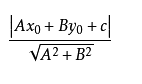 |Ax₀ + By₀ + c|
√A² + B²